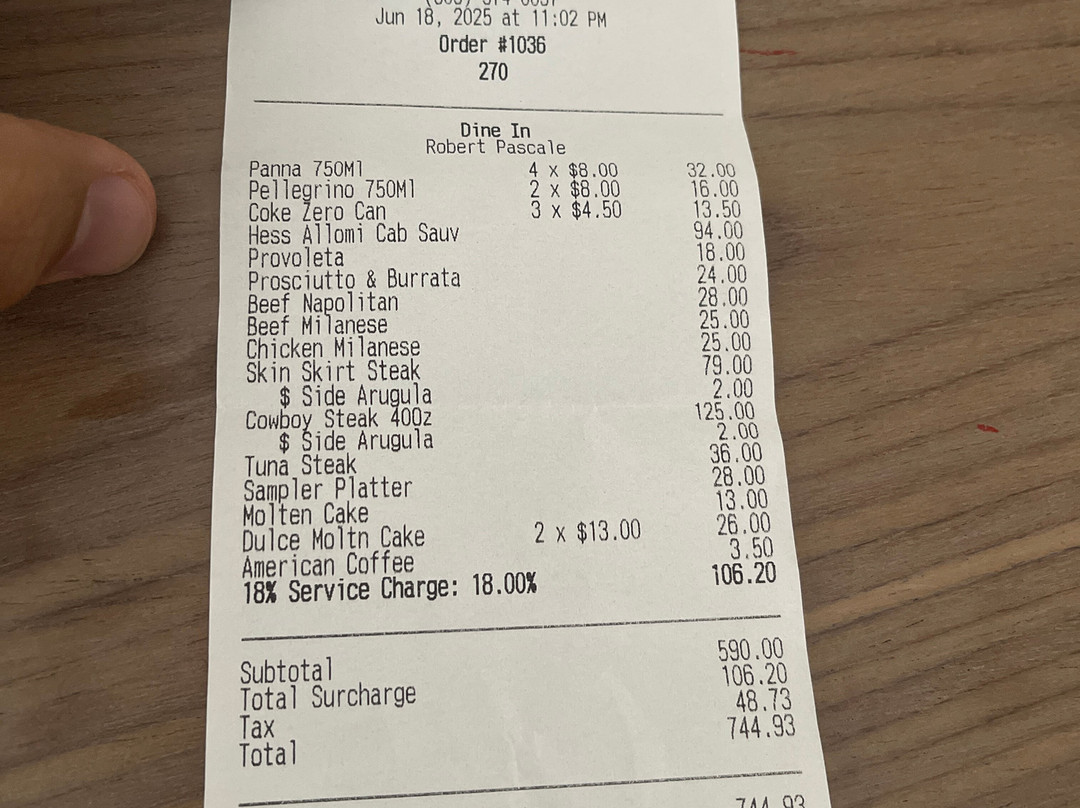 Jun 18, 2025 at 11:02 PM
Order #1036
270
Dine In
Robert Pascale
Panna 750Ml 4 x $8.00 32.00
Pellegrino 750Ml 2 x $8.00 16.00
Coke Zero Can 3 x $4.50 13.50
Hess Allomi Cab Sauv 94.00
Provoleta 18.00
Prosciutto & Burrata 24.00
Beef Napolitan 28.00
Beef Milanese 25.00
Chicken Milanese 25.00
Skin Skirt Steak 79.00
$ Side Arugula 2.00
Cowboy Steak 40Oz 125.00
$ Side Arugula 2.00
Tuna Steak 36.00
Sampler Platter 28.00
Molten Cake 13.00
Dulce Moltn Cake 2 x $13.00 26.00
American Coffee 3.50
18% Service Charge: 18.00% 106.20
Subtotal 590.00
Total Surcharge 106.20
Tax 48.73
Total 744.93
744.93